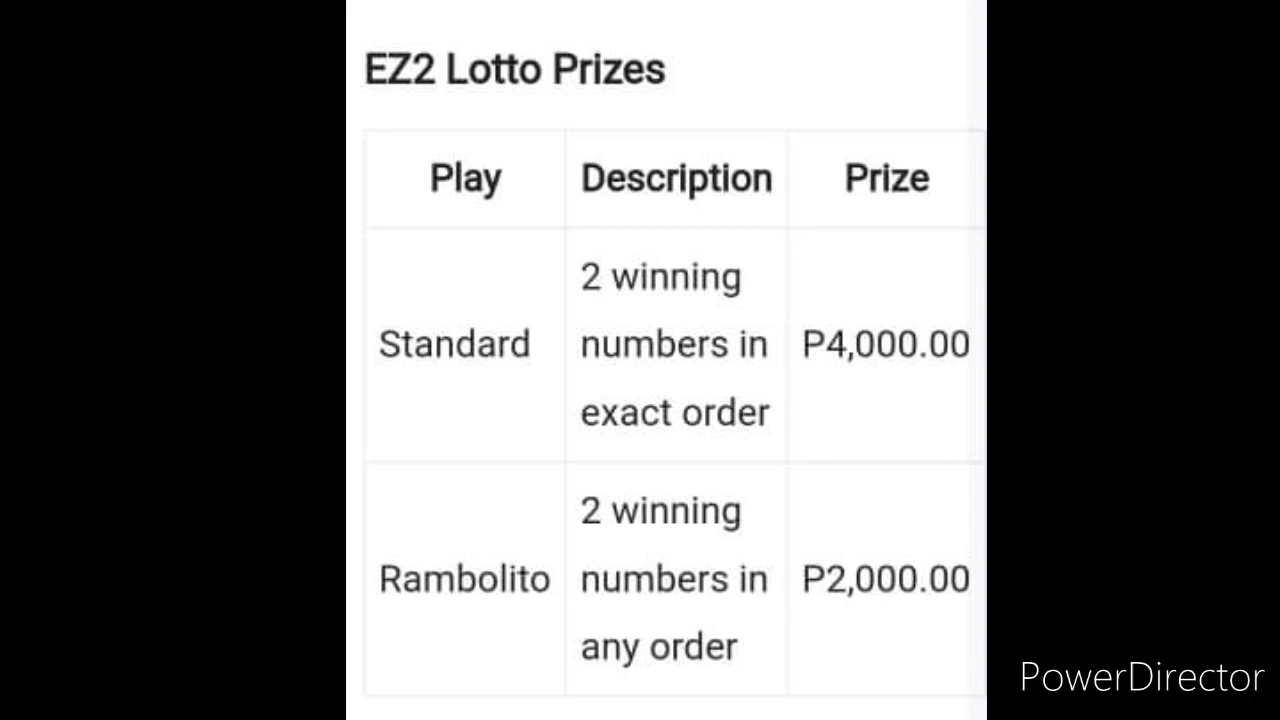 EZ2 Lotto Prizes
Play Description Prize
2 winning
Standard numbers in P4,000.00
exact order
2 winning
Rambolito numbers in P2,000.00
any order
PowerDirector